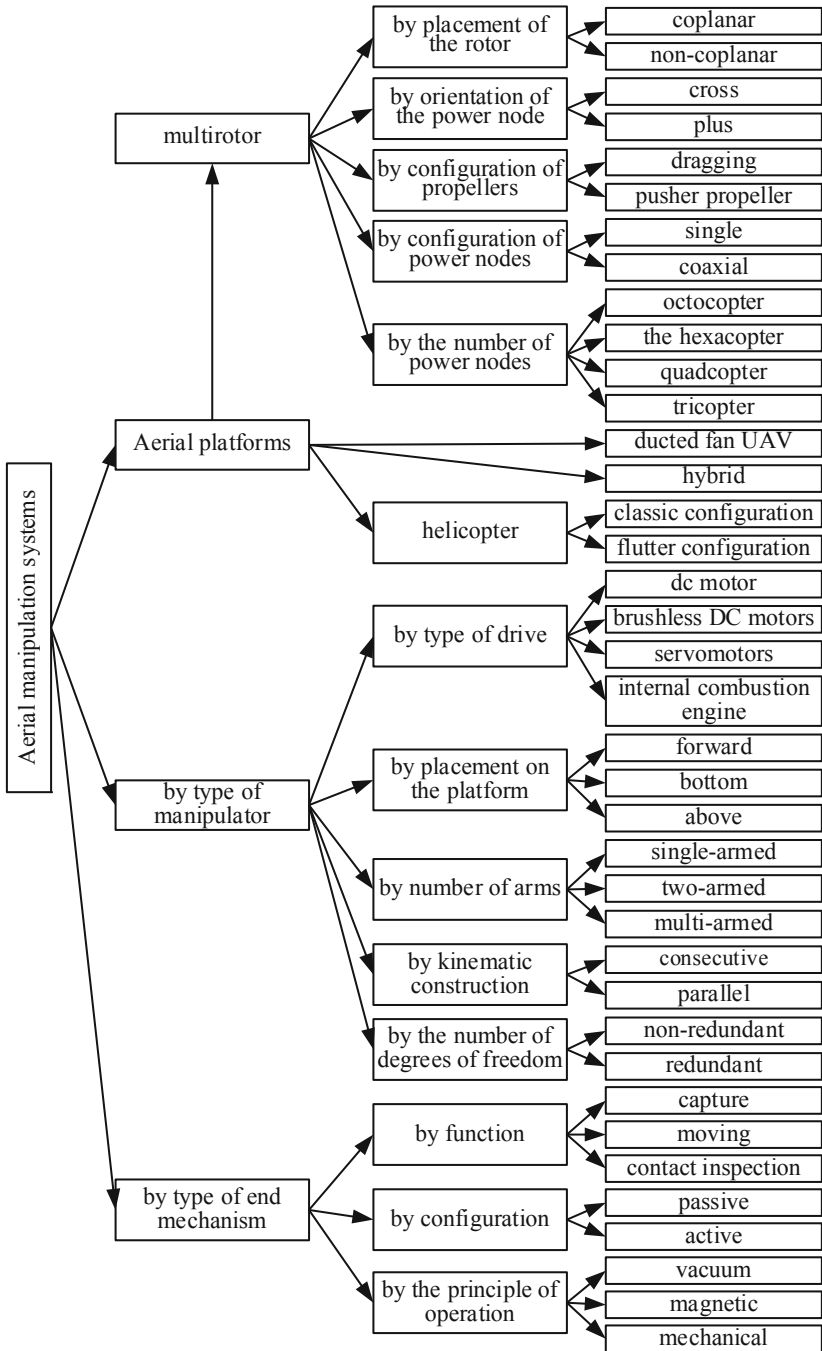 Aerial manipulation systems
multirotor
Aerial platforms
by type of
manipulator
by type of end
mechanism
by placement of
the rotor
by orientation of
the power node
by configuration of
propellers
by configuration of
power nodes
by the number of
power nodes
helicopter
by type of drive
by placement on
the platform
by number of arms
by kinematic
construction
by the number of
degrees of freedom
by function
by configuration
by the principle of
operation
coplanar
non-coplanar
cross
plus
dragging
pusher propeller
single
coaxial
octocopter
the hexacopter
quadcopter
tricopter
ducted fan UAV
hybrid
classic configuration
flutter configuration
dc motor
brushless DC motors
servomotors
internal combustion
engine
forward
bottom
above
single-armed
two-armed
multi-armed
consecutive
parallel
non-redundant
redundant
capture
moving
contact inspection
passive
active
vacuum
magnetic
mechanical